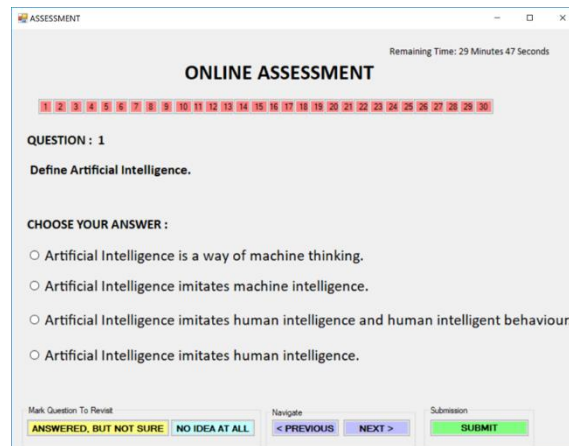 ASSESSMENT
Remaining Time: 29 Minutes 47 Seconds
ONLINE ASSESSMENT
1 2 3 4 5 6 7 8 9 10 11 12 13 14 15 16 17 18 19 20 21 22 23 24 25 26 27 28 29 30
QUESTION : 1
Define Artificial Intelligence.
CHOOSE YOUR ANSWER :
Artificial Intelligence is a way of machine thinking.
Artificial Intelligence imitates machine intelligence.
Artificial Intelligence imitates human intelligence and human intelligent behaviour
Artificial Intelligence imitates human intelligence.
Mark Question To Revisit Navigate Submission
ANSWERED, BUT NOT SURE NO IDEA AT ALL < PREVIOUS NEXT > SUBMIT